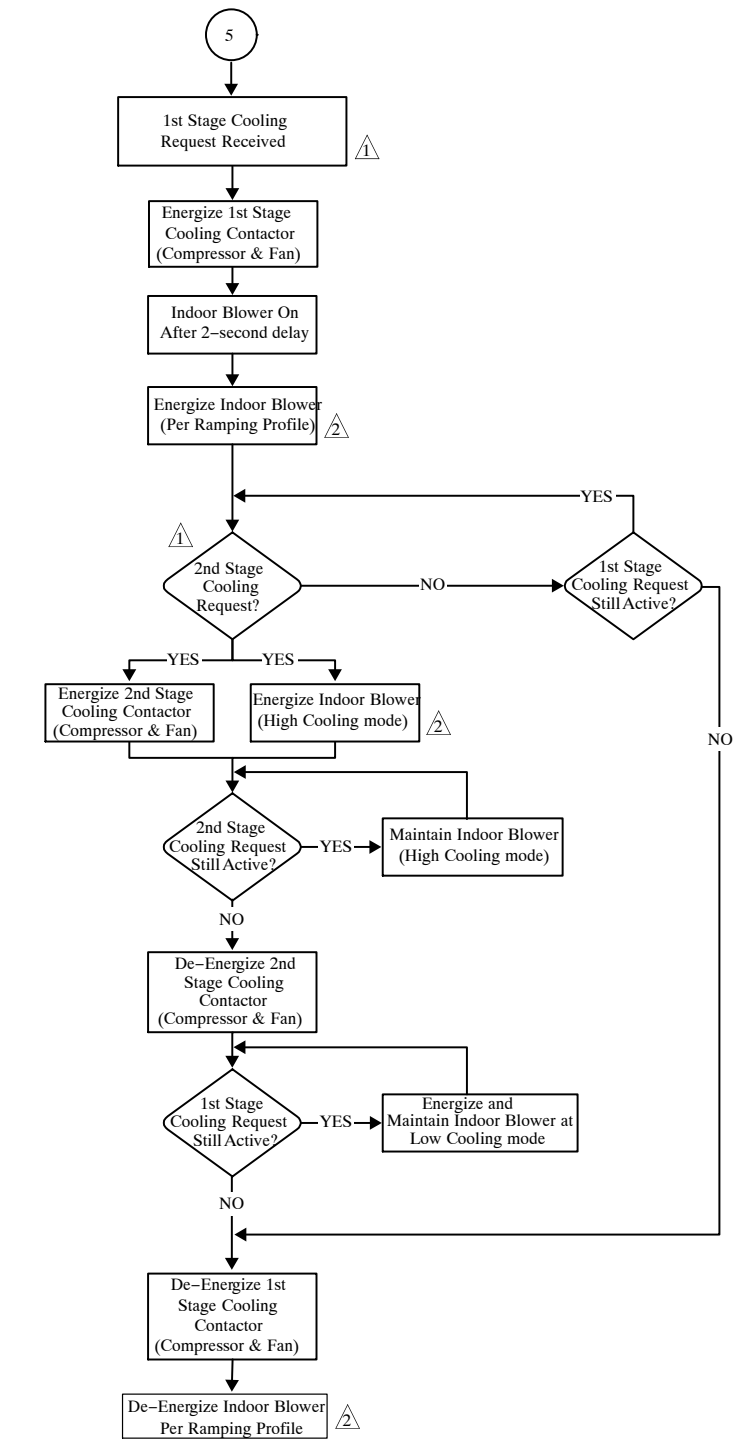 5
1st Stage Cooling
Request Received
1
Energize 1st Stage
Cooling Contactor
(Compressor & Fan)
Indoor Blower On
After 2−second delay
Energize Indoor Blower
(Per Ramping Profile)
2
YES
1
2nd Stage
Cooling
Request?
NO
1st Stage
Cooling Request
Still Active?
YES
YES
Energize 2nd Stage
Cooling Contactor
(Compressor & Fan)
Energize Indoor Blower
(High Cooling mode)
2
NO
2nd Stage
Cooling Request
Still Active?
YES
Maintain Indoor Blower
(High Cooling mode)
NO
De−Energize 2nd
Stage Cooling
Contactor
(Compressor & Fan)
1st Stage
Cooling Request
Still Active?
YES
Energize and
Maintain Indoor Blower at
Low Cooling mode
NO
De−Energize 1st
Stage Cooling
Contactor
(Compressor & Fan)
De−Energize Indoor Blower
Per Ramping Profile
2